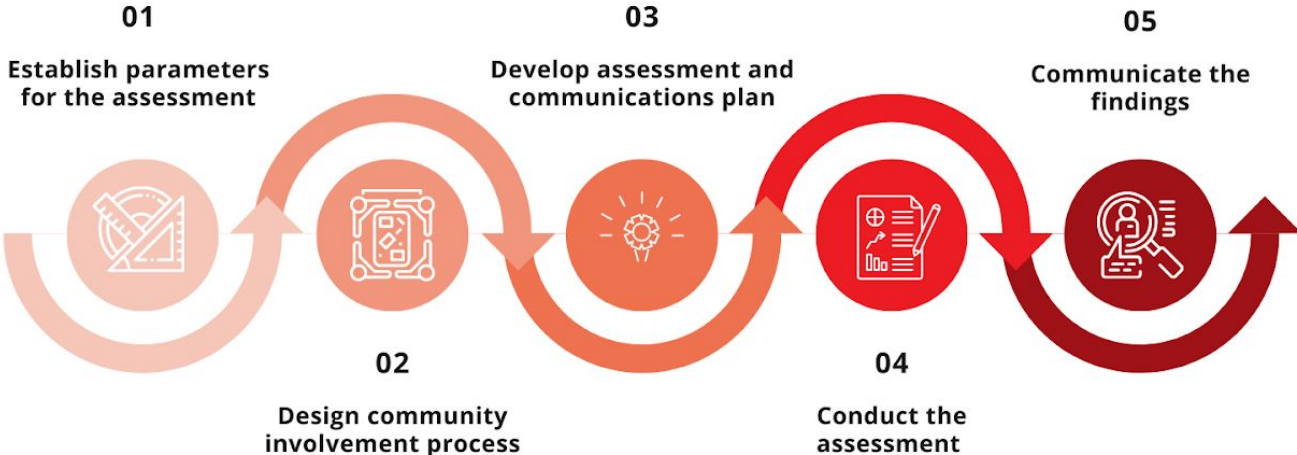 01
Establish parameters
for the assessment
02
Design community
involvement process
03
Develop assessment and
communications plan
04
Conduct the
assessment
05
Communicate the
findings